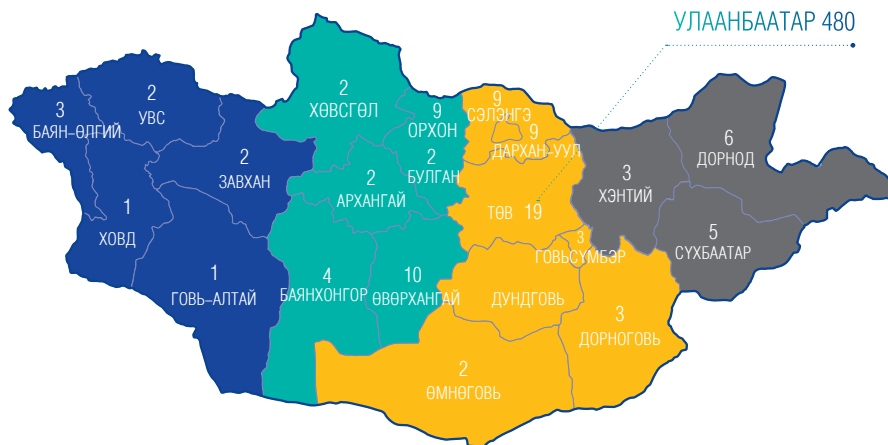 УЛААНБААТАР 480
3
БАЯН-ӨЛГИЙ
2
УВС
2
ЗАВХАН
1
ХОВД
1
ГОВЬ-АЛТАЙ
2
ХӨВСГӨЛ
9
ОРХОН
2
БУЛГАН
2
АРХАНГАЙ
4
БАЯНХОНГОР
10
ӨВӨРХАНГАЙ
9
СЭЛЭНГЭ
9
ДАРХАН-УУЛ
ТӨВ 19
3
ГОВЬСҮМБЭР
ДУНДГОВЬ
3
ДОРНОГОВЬ
2
ӨМНӨГОВЬ
3
ХЭНТИЙ
6
ДОРНОД
5
СҮХБААТАР